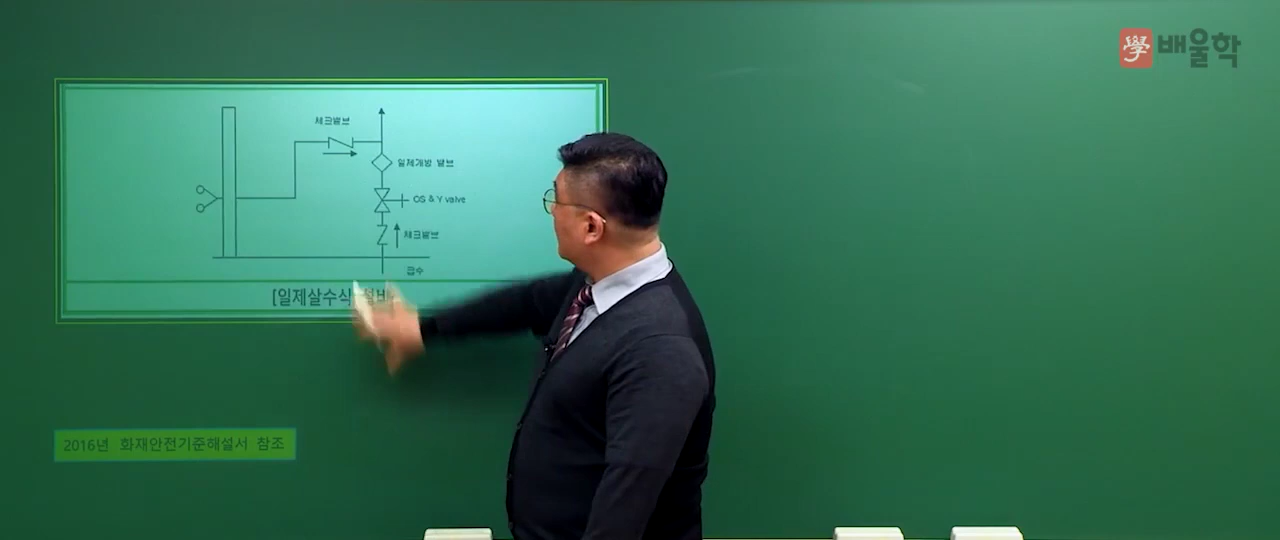 學 배울학
체크밸브
일제개방 밸브
OS & Y valve
체크밸브
급수
[일제살수식 설비]
2016년 화재안전기준해설서 참조